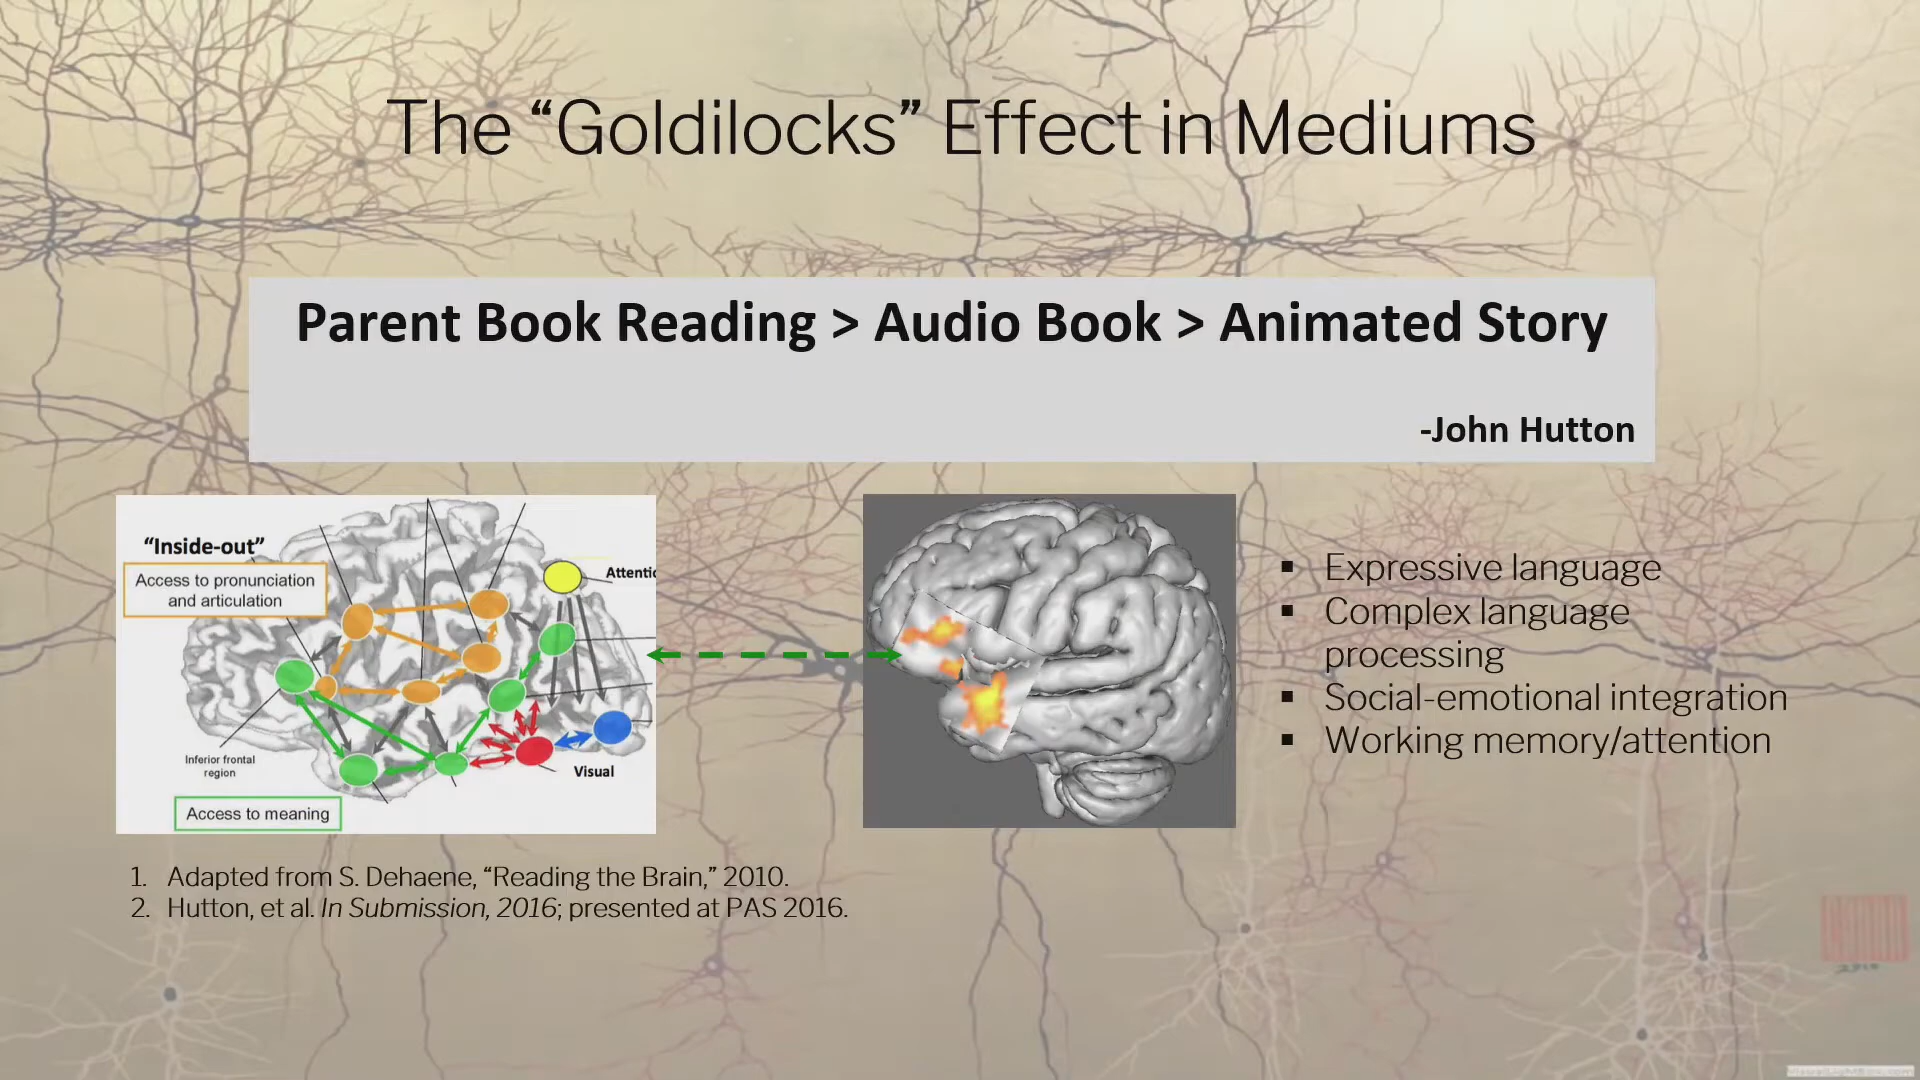 The “Goldilocks” Effect in Mediums
Parent Book Reading > Audio Book > Animated Story
-John Hutton
“Inside-out”
Access to pronunciation
and articulation
Attentic
Inferior frontal
region
Visual
Access to meaning
▪ Expressive language
▪ Complex language
processing
▪ Social-emotional integration
▪ Working memory/attention
1. Adapted from S. Dehaene, “Reading the Brain,” 2010.
2. Hutton, et al. In Submission, 2016; presented at PAS 2016.